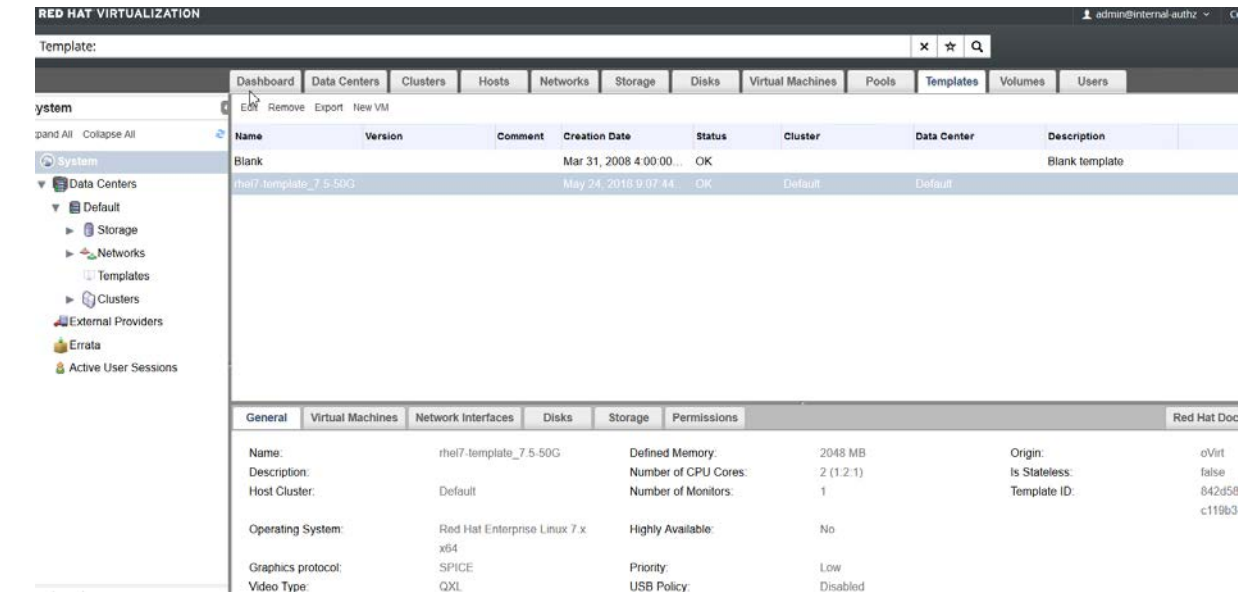 RED HAT VIRTUALIZATION admin@internal-authz
Template:
Dashboard Data Centers Clusters Hosts Networks Storage Disks Virtual Machines Pools Templates Volumes Users
ystem
Edit Remove Export New VM
pand All Collapse All
Name Version Comment Creation Date Status Cluster Data Center Description
System
Blank Mar 31, 2008 4:00:00... OK Blank template
rhel7-template_7.5-50G May 24, 2018 9:07:44... OK Default Default
Data Centers
Default
Storage
Networks
Templates
Clusters
External Providers
Errata
Active User Sessions
General Virtual Machines Network Interfaces Disks Storage Permissions Red Hat Doc
Name: rhel7-template_7.5-50G Defined Memory: 2048 MB Origin: oVirt
Description: Number of CPU Cores: 2 (1:2:1) Is Stateless: false
Host Cluster: Default Number of Monitors: 1 Template ID: 842d58
c119b3
Operating System: Red Hat Enterprise Linux 7.x Highly Available: No
x64
Graphics protocol: SPICE Priority: Low
Video Type: QXL USB Policy: Disabled